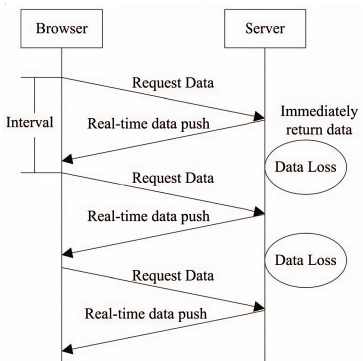 Browser
Server
Request Data
Immediately
return data
Interval
Real-time data push
Data Loss
Request Data
Real-time data push
Data Loss
Request Data
Real-time data push